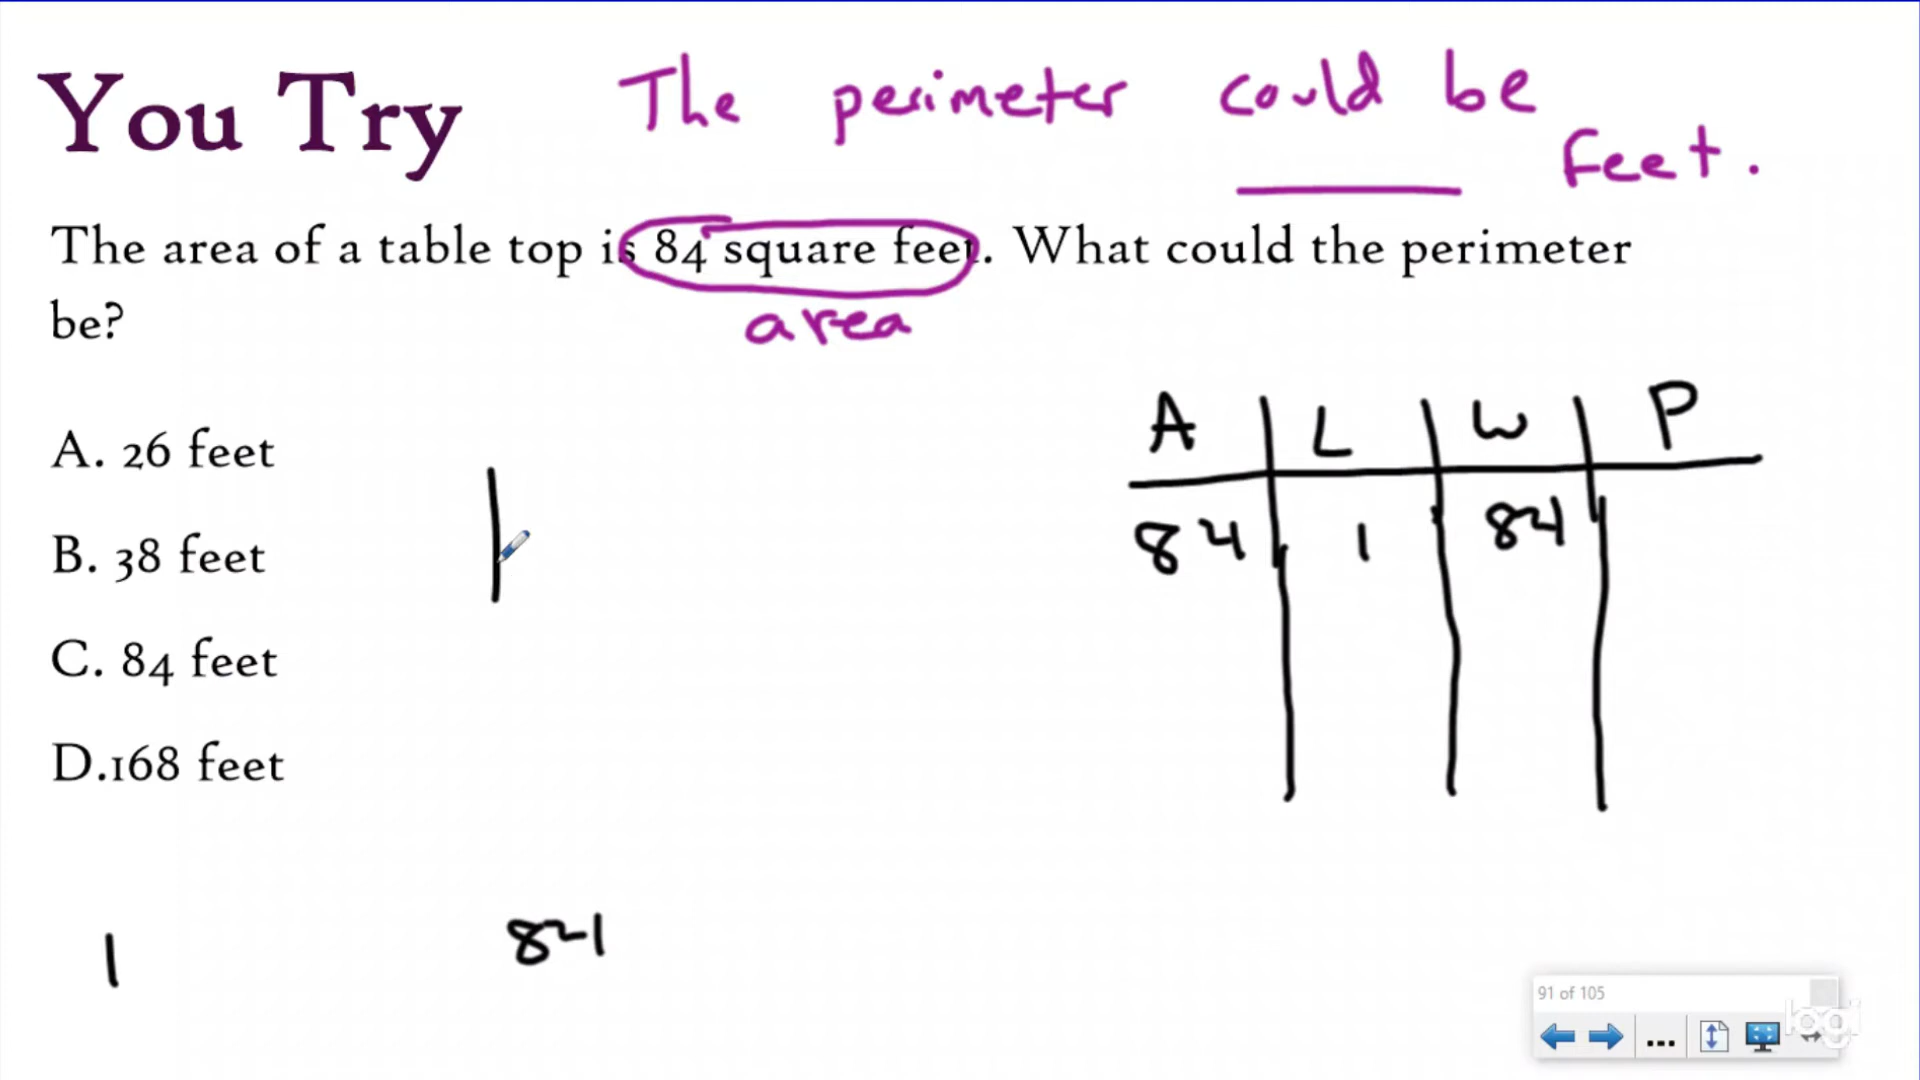 You Try
The perimeter could be
feet.
The area of a table top is 84 square feet. What could the perimeter
be?
area
A. 26 feet
B. 38 feet
C. 84 feet
D.168 feet
A L W P
84 1 84
1 84
91 of 105
...
logi